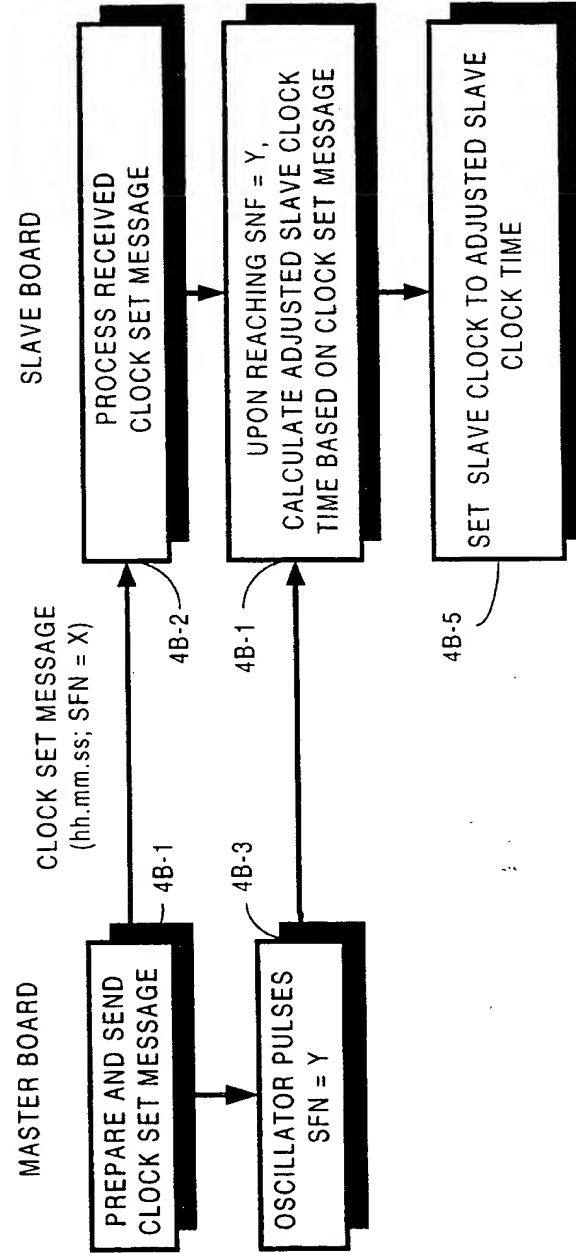 MASTER BOARD
SLAVE BOARD
PREPARE AND SEND
CLOCK SET MESSAGE
4B-1
CLOCK SET MESSAGE
(hh.mm.ss; SFN = X)
PROCESS RECEIVED
CLOCK SET MESSAGE
4B-2
OSCILLATOR PULSES
SFN = Y
4B-3
UPON REACHING SNF = Y,
CALCULATE ADJUSTED SLAVE CLOCK
TIME BASED ON CLOCK SET MESSAGE
4B-1
SET SLAVE CLOCK TO ADJUSTED SLAVE
CLOCK TIME
4B-5